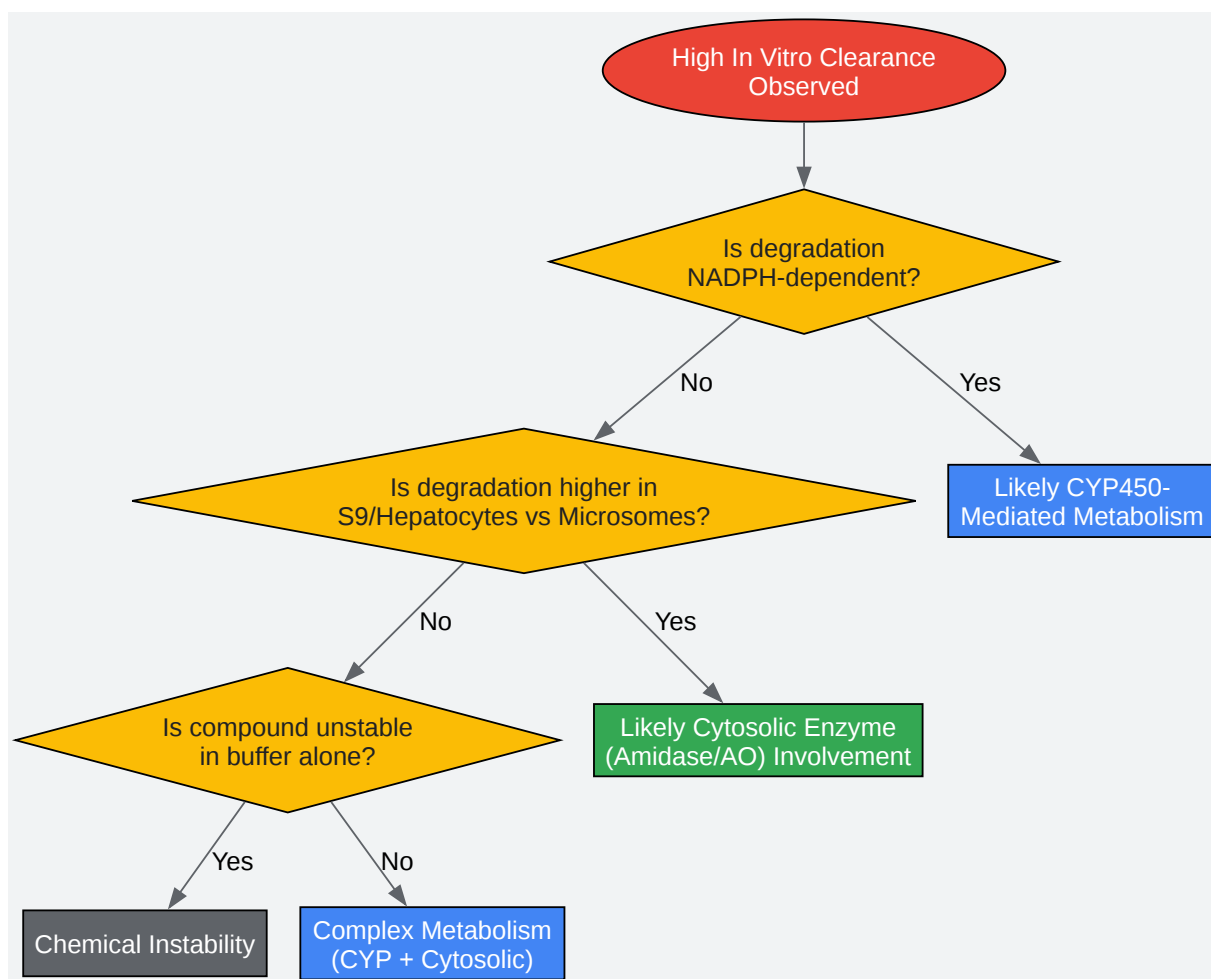 High In Vitro Clearance
Observed
Is degradation
NADPH-dependent?
No
Yes
Is degradation higher in
S9/Hepatocytes vs Microsomes?
Likely CYP450-
Mediated Metabolism
No
Yes
Is compound unstable
in buffer alone?
Likely Cytosolic Enzyme
(Amidase/AO) Involvement
Yes
No
Chemical Instability
Complex Metabolism
(CYP + Cytosolic)